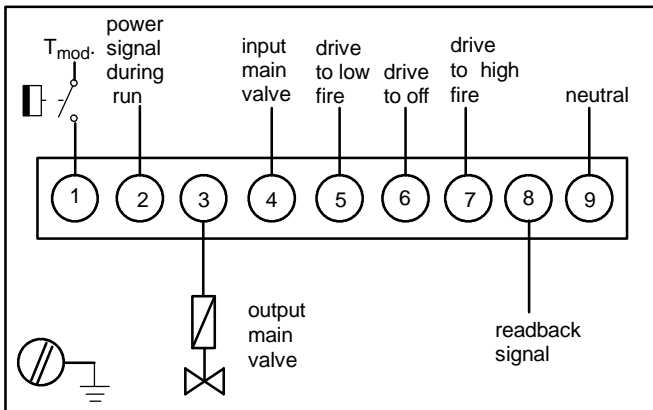 T mod.
power
signal
during
run
input
main
valve
drive
to low
fire
drive
to off
drive
to high
fire
neutral
1 2 3 4 5 6 7 8 9
output
main
valve
readback
signal